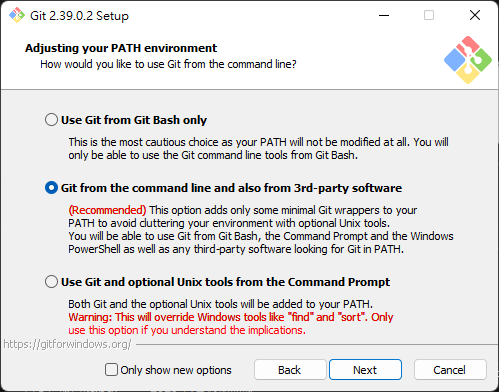 Git 2.39.0.2 Setup
Adjusting your PATH environment
How would you like to use Git from the command line?
Use Git from Git Bash only
This is the most cautious choice as your PATH will not be modified at all. You will
only be able to use the Git command line tools from Git Bash.
Git from the command line and also from 3rd-party software
(Recommended) This option adds only some minimal Git wrappers to your
PATH to avoid cluttering your environment with optional Unix tools.
You will be able to use Git from Git Bash, the Command Prompt and the Windows
PowerShell as well as any third-party software looking for Git in PATH.
Use Git and optional Unix tools from the Command Prompt
Both Git and the optional Unix tools will be added to your PATH.
Warning: This will override Windows tools like "find" and "sort". Only
use this option if you understand the implications.
https://gitforwindows.org/
Only show new options
Back
Next
Cancel